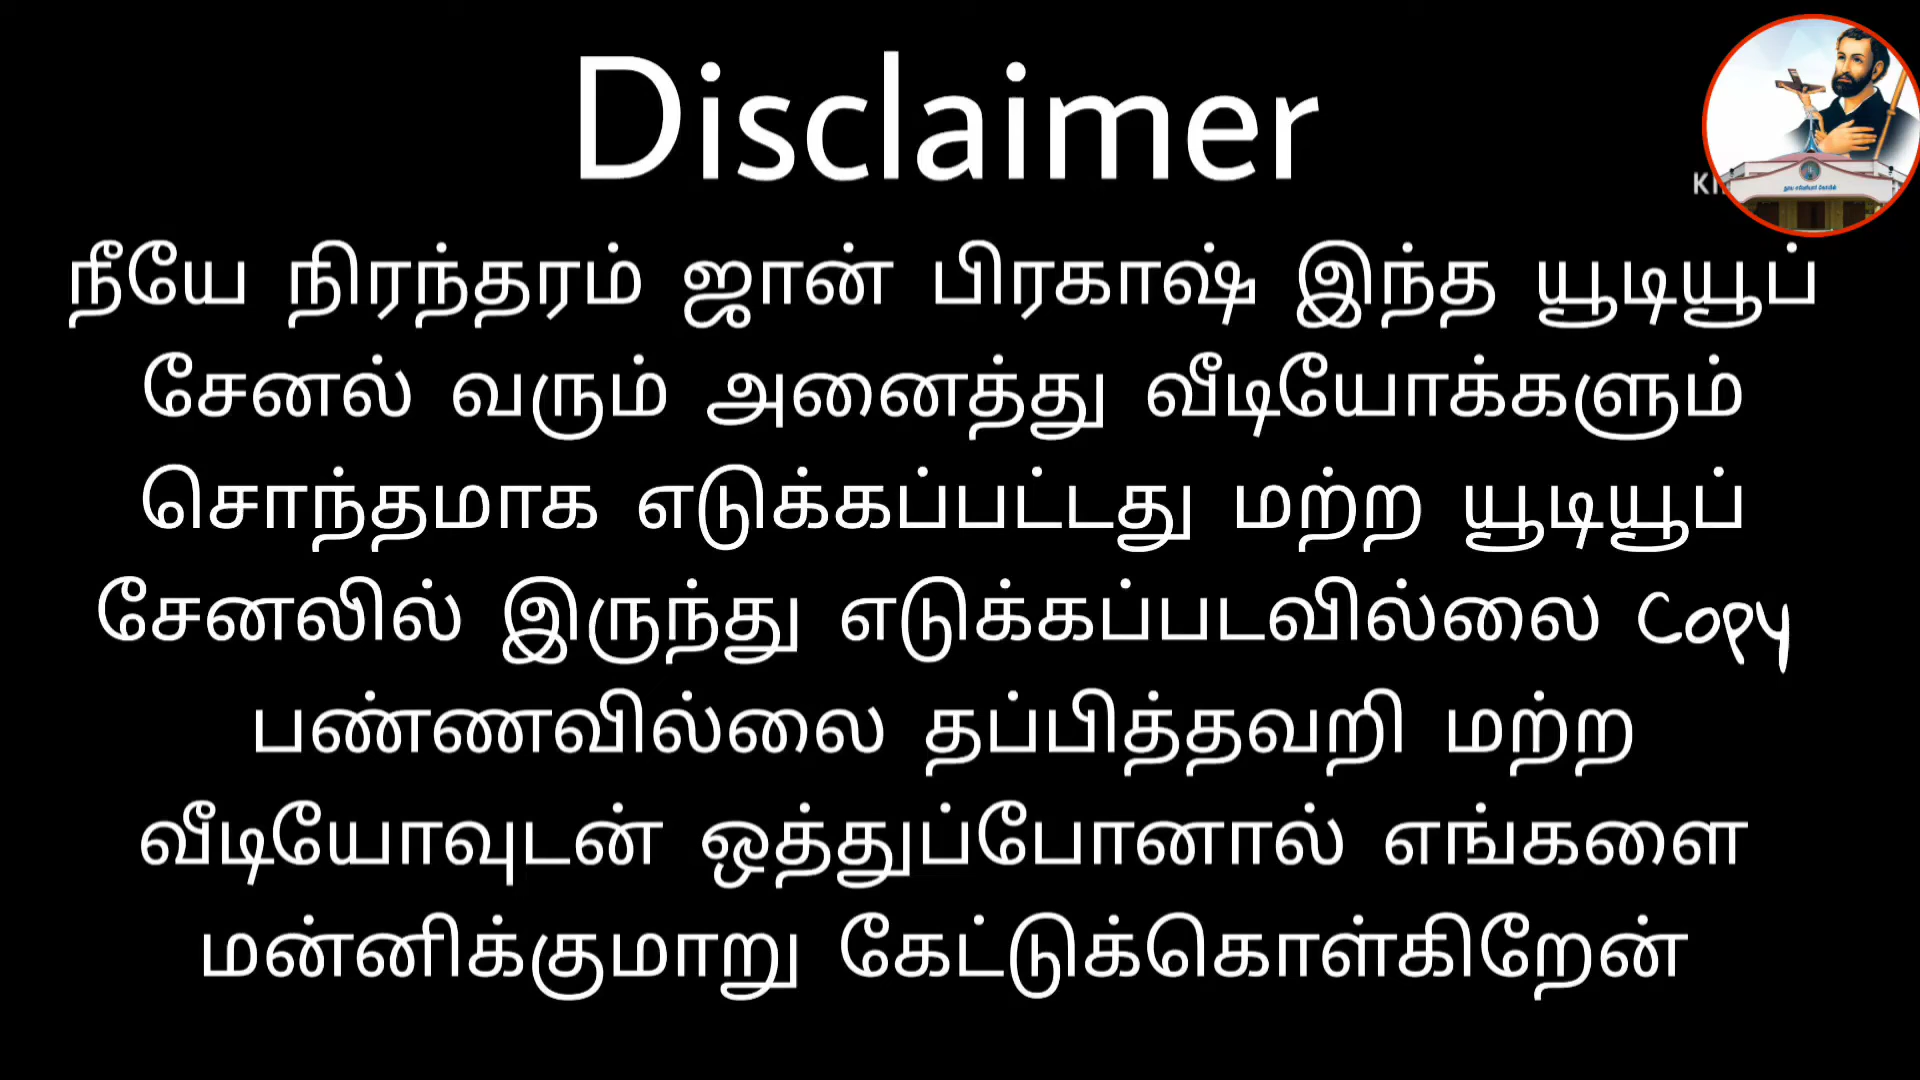 Disclaimer
நீயே நிரந்தரம் ஜான் பிரகாஷ் இந்த யூடியூப்
சேனல் வரும் அனைத்து வீடியோக்களும்
சொந்தமாக எடுக்கப்பட்டது மற்ற யூடியூப்
சேனலில் இருந்து எடுக்கப்படவில்லை Copy
பண்ணவில்லை தப்பித்தவறி மற்ற
வீடியோவுடன் ஒத்துப்போனால் எங்களை
மன்னிக்குமாறு கேட்டுக்கொள்கிறேன்